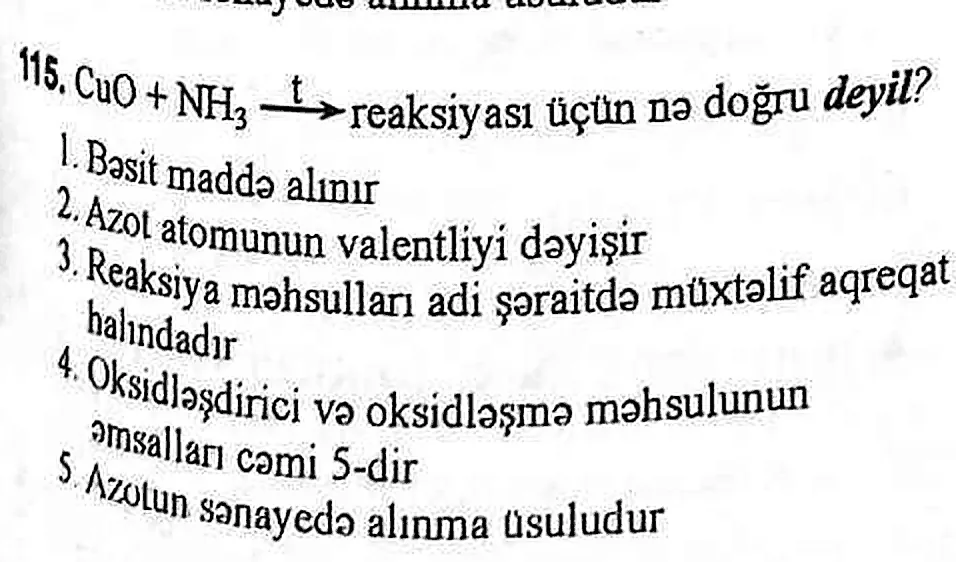 115. CuO + NH₃ —t→ reaksiyası üçün nə doğru deyil?
1. Bəsit maddə alınır
2. Azot atomunun valentliyi dəyişir
3. Reaksiya məhsulları adi şəraitdə müxtəlif aqreqat
halındadır
4. Oksidləşdirici və oksidləşmə məhsulunun
əmsalları cəmi 5-dir
5. Azotun sənayedə alınma üsuludur